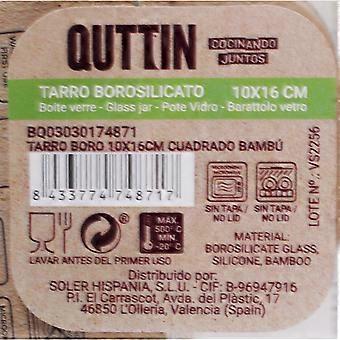 QUTTIN
COCINANDO
JUNTOS
TARRO BOROSILICATO 10X16 CM
Boite verre - Glass jar - Pote Vidro - Barattolo vetro
BQ03030174871
TARRO BORO 10X16CM CUADRADO BAMBÚ
8 433774 748717
SIN TAPA/
NO LID
SIN TAPA/
NO LID
LOTE Nº.: VS2256
MAX.
500°C
MIN.
-20°C
LAVAR ANTES DEL PRIMER USO
MATERIAL:
BOROSILICATE GLASS,
SILICONE, BAMBOO
Distribuido por:
SOLER HISPANIA, S.L.U. - CIF: B-96947916
P.I. El Carrascot, Avda. del Plàstic, 17
46850 L'Olleria, Valencia (Spain)